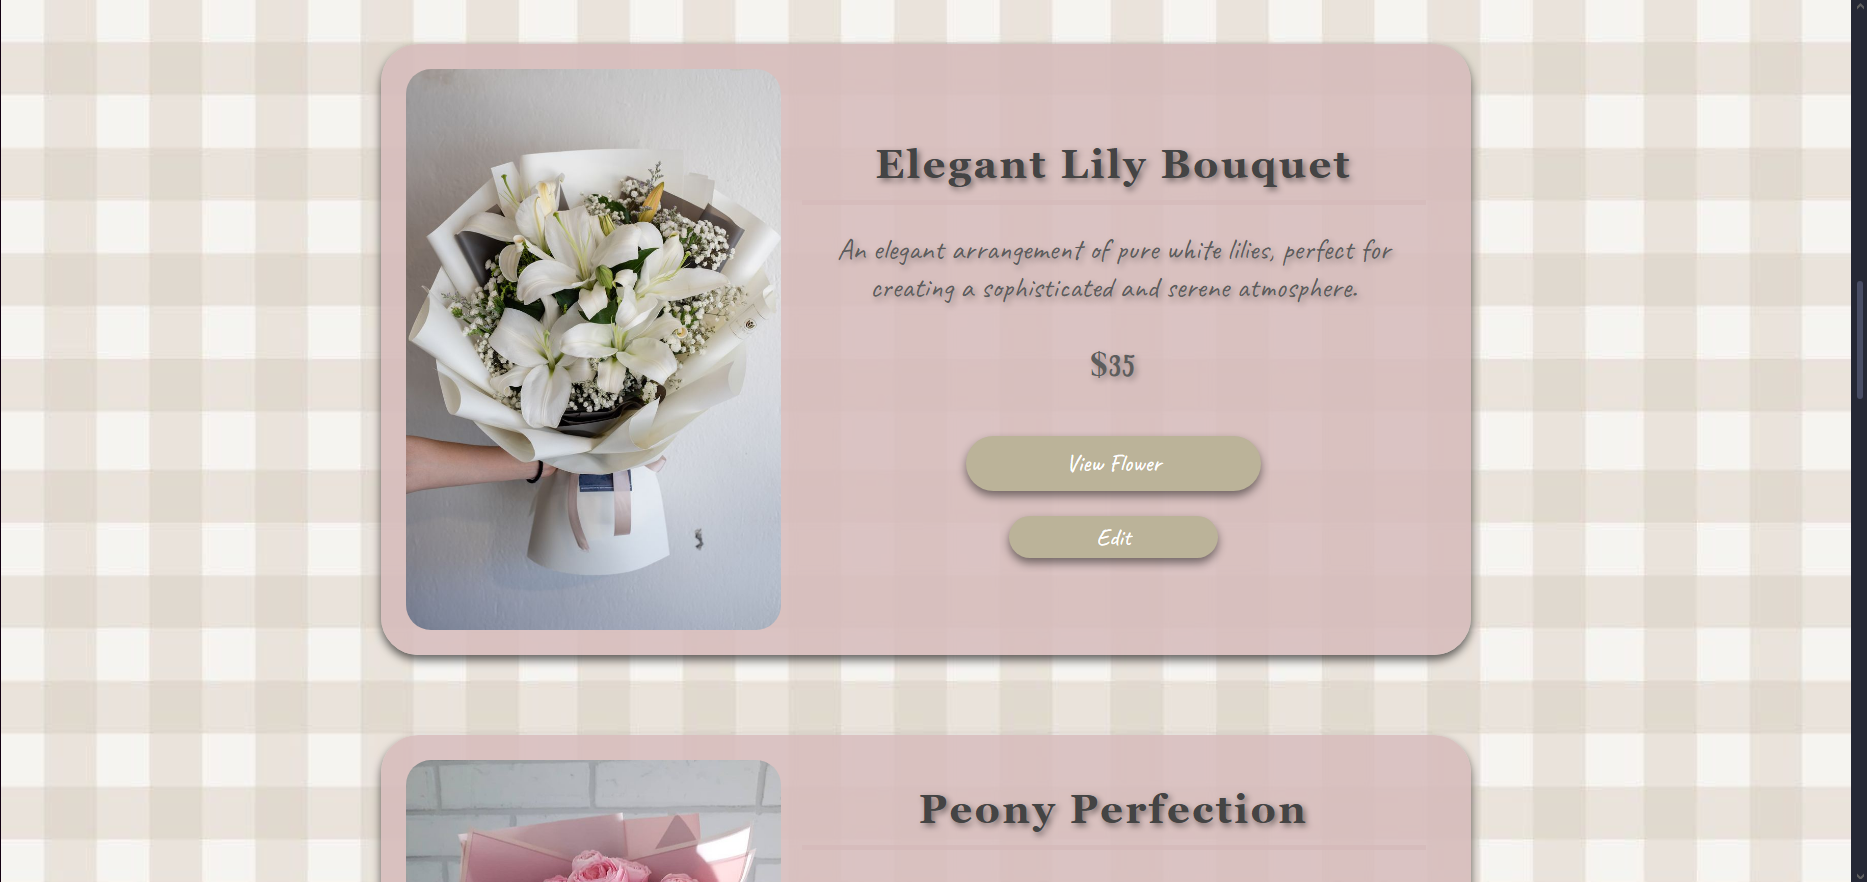 Elegant Lily Bouquet
An elegant arrangement of pure white lilies, perfect for
creating a sophisticated and serene atmosphere.
$35
View Flower
Edit
Peony Perfection